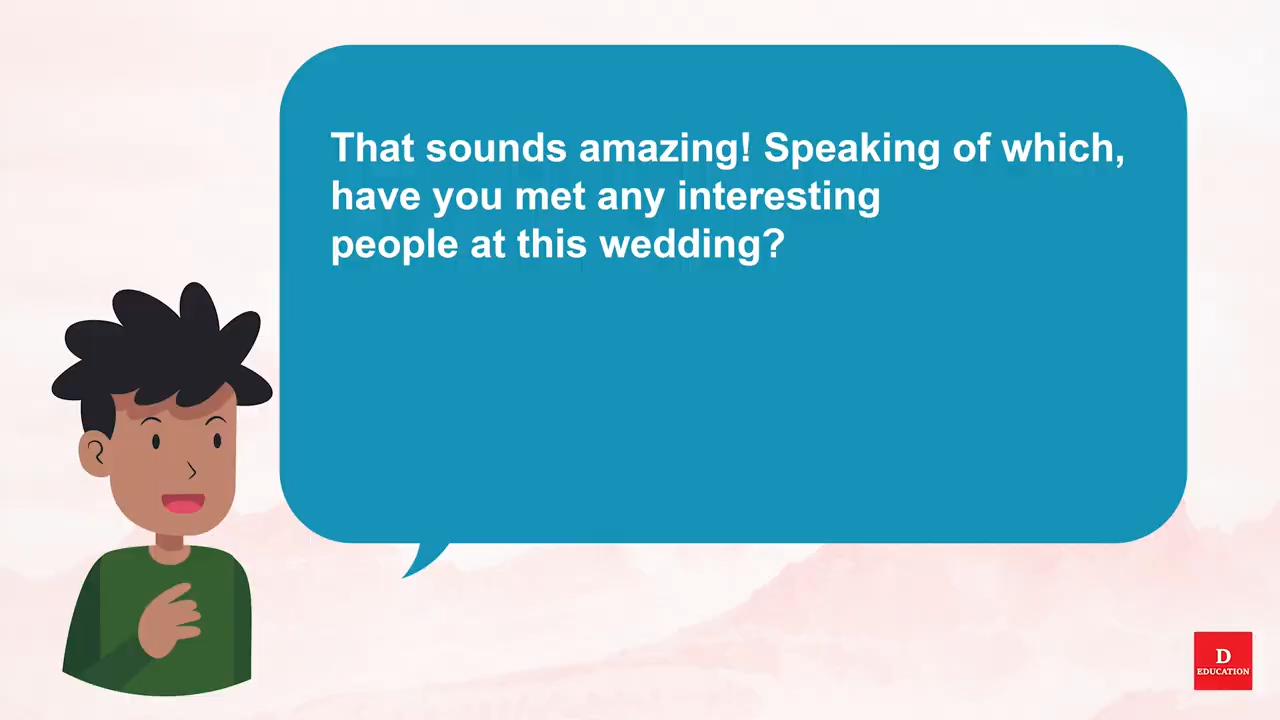 That sounds amazing! Speaking of which,
have you met any interesting
people at this wedding?
D
EDUCATION